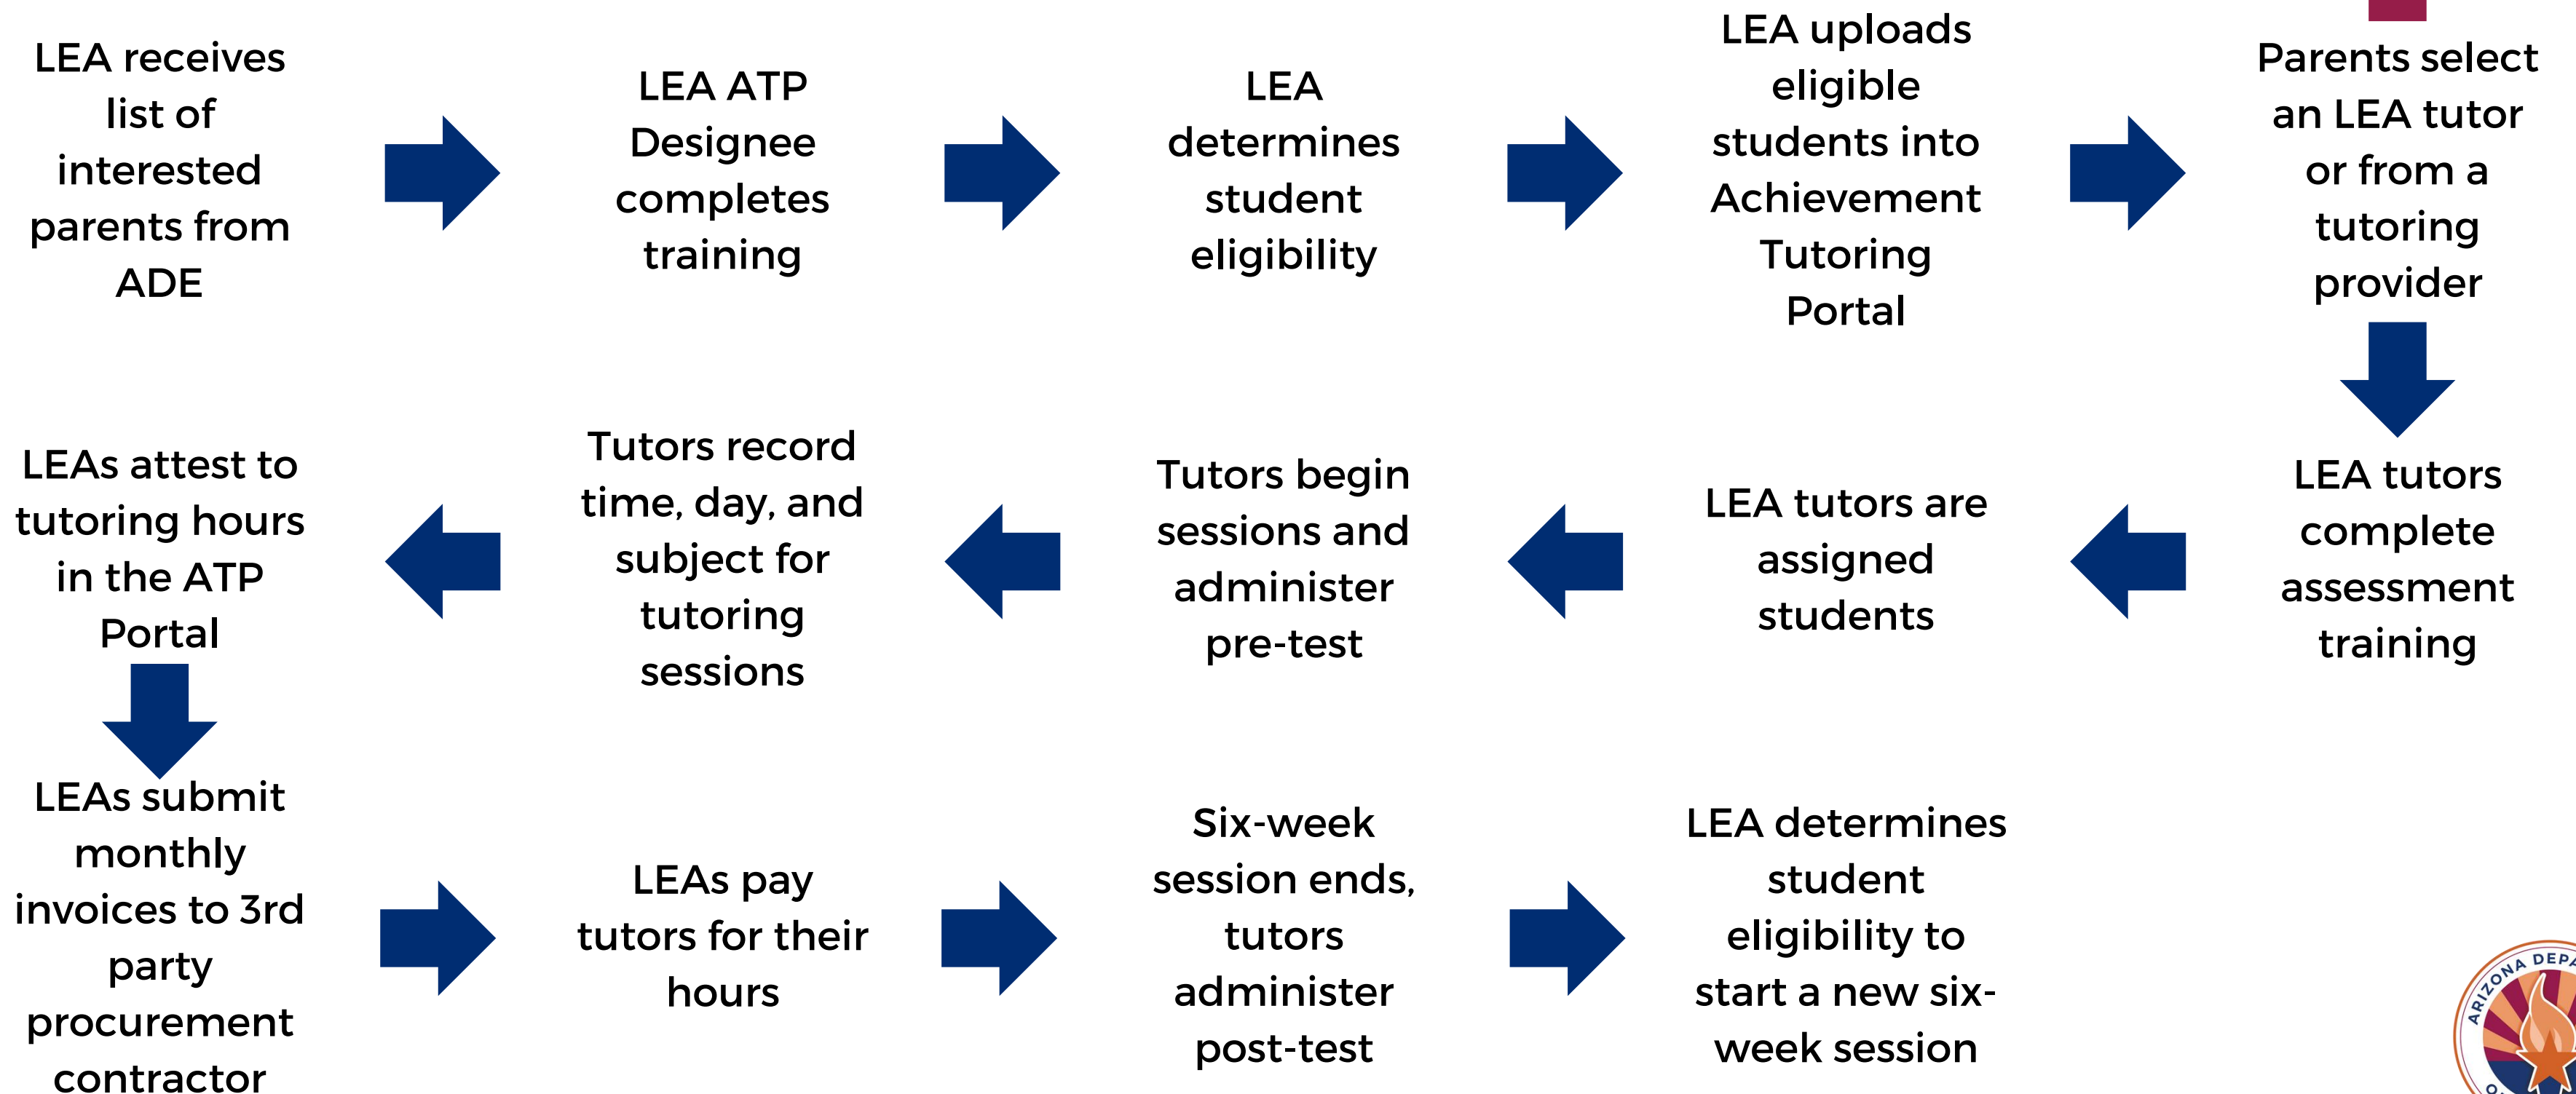 LEA receives
list of
interested
parents from
ADE
LEA ATP
Designee
completes
training
LEA
determines
student
eligibility
LEA uploads
eligible
students into
Achievement
Tutoring
Portal
Parents select
an LEA tutor
or from a
tutoring
provider
LEA tutors
complete
assessment
training
LEA tutors are
assigned
students
Tutors begin
sessions and
administer
pre-test
Tutors record
time, day, and
subject for
tutoring
sessions
LEAs attest to
tutoring hours
in the ATP
Portal
LEAs submit
monthly
invoices to 3rd
party
procurement
contractor
LEAs pay
tutors for their
hours
Six-week
session ends,
tutors
administer
post-test
LEA determines
student
eligibility to
start a new six-
week session
ARIZONA